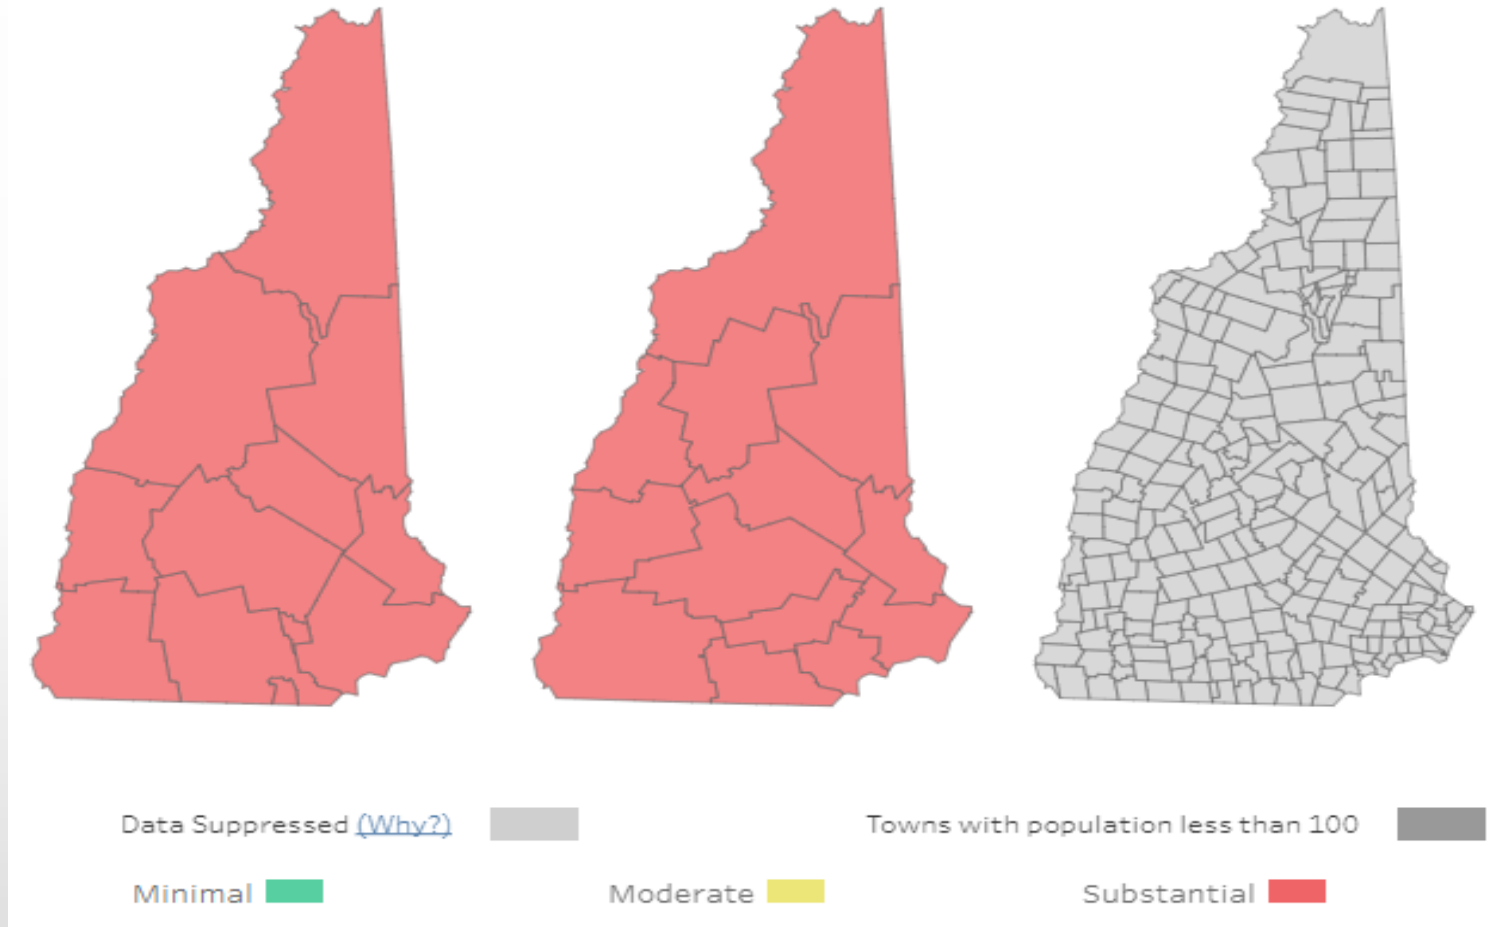 Data Suppressed (Why?)
Towns with population less than 100
Minimal
Moderate
Substantial